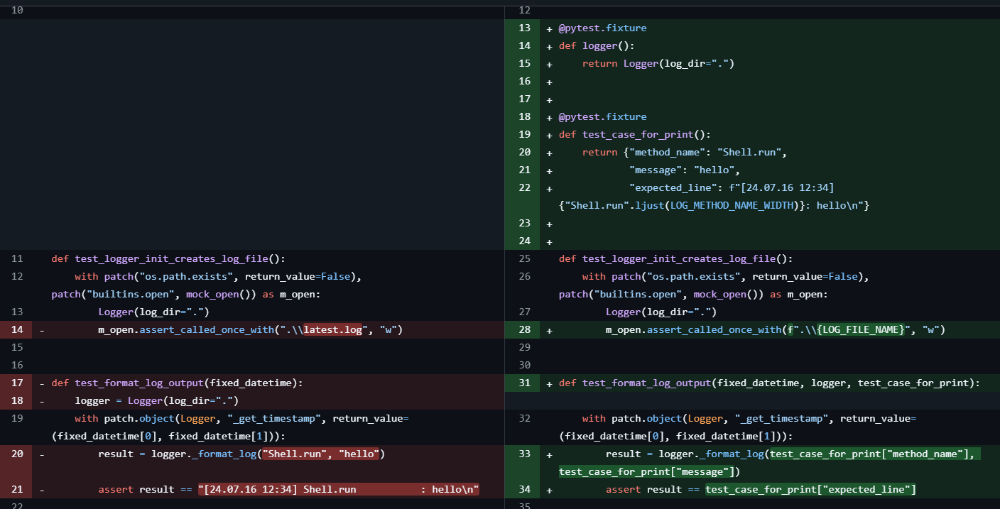 10
11 def test_logger_init_creates_log_file():
12 with patch("os.path.exists", return_value=False),
patch("builtins.open", mock_open()) as m_open:
13 Logger(log_dir=".")
14 - m_open.assert_called_once_with(".\\latest.log", "w")
15
16
17 - def test_format_log_output(fixed_datetime):
18 - logger = Logger(log_dir=".")
19 with patch.object(Logger, "_get_timestamp", return_value=
(fixed_datetime[0], fixed_datetime[1])):
20 - result = logger._format_log("Shell.run", "hello")
21 - assert result == "[24.07.16 12:34] Shell.run           : hello\n"
22
12
13 + @pytest.fixture
14 + def logger():
15 + return Logger(log_dir=".")
16 +
17 +
18 + @pytest.fixture
19 + def test_case_for_print():
20 + return {"method_name": "Shell.run",
21 + "message": "hello",
22 + "expected_line": f"[24.07.16 12:34]
{"Shell.run".ljust(LOG_METHOD_NAME_WIDTH)}: hello\n"}
23 +
24 +
25 def test_logger_init_creates_log_file():
26 with patch("os.path.exists", return_value=False),
patch("builtins.open", mock_open()) as m_open:
27 Logger(log_dir=".")
28 + m_open.assert_called_once_with(f".\\{LOG_FILE_NAME}", "w")
29
30
31 + def test_format_log_output(fixed_datetime, logger, test_case_for_print):
32 with patch.object(Logger, "_get_timestamp", return_value=
(fixed_datetime[0], fixed_datetime[1])):
33 + result = logger._format_log(test_case_for_print["method_name"],
test_case_for_print["message"])
34 + assert result == test_case_for_print["expected_line"]
35